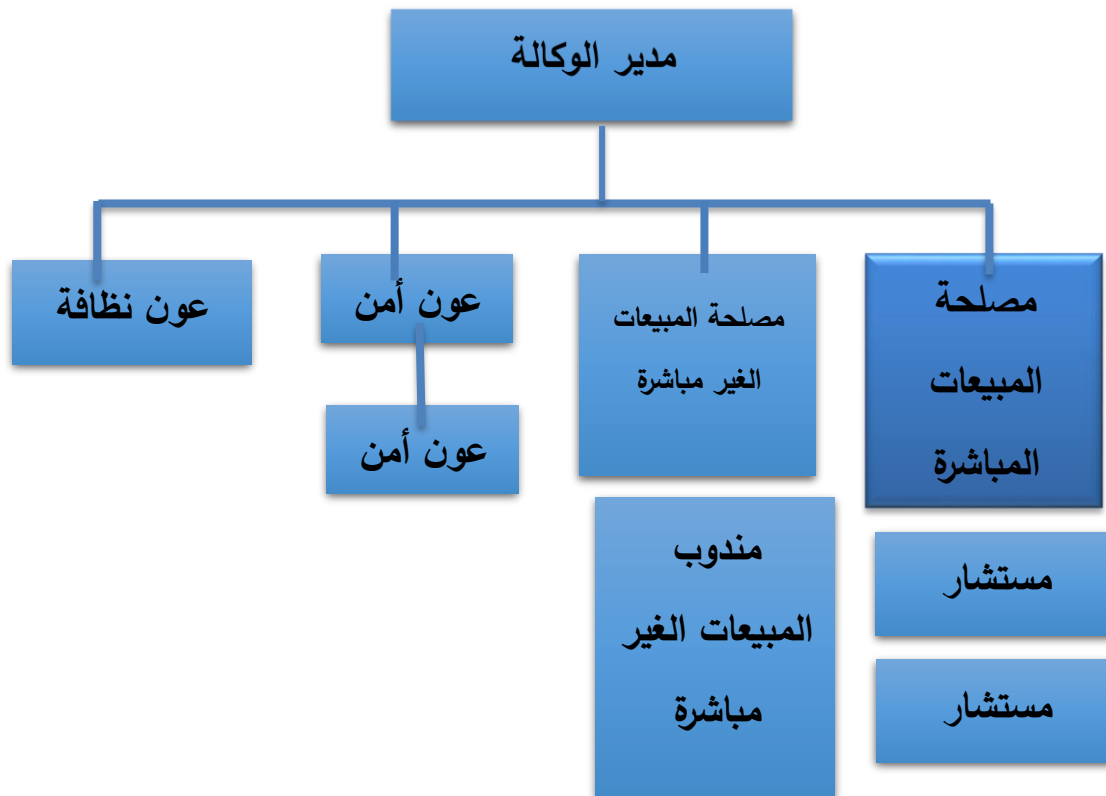 مدير الوكالة
مصلحة
المبيعات
المباشرة
مصلحة المبيعات
الغير مباشرة
عون أمن
عون نظافة
عون أمن
مندوب
المبيعات الغير
مباشرة
مستشار
مستشار